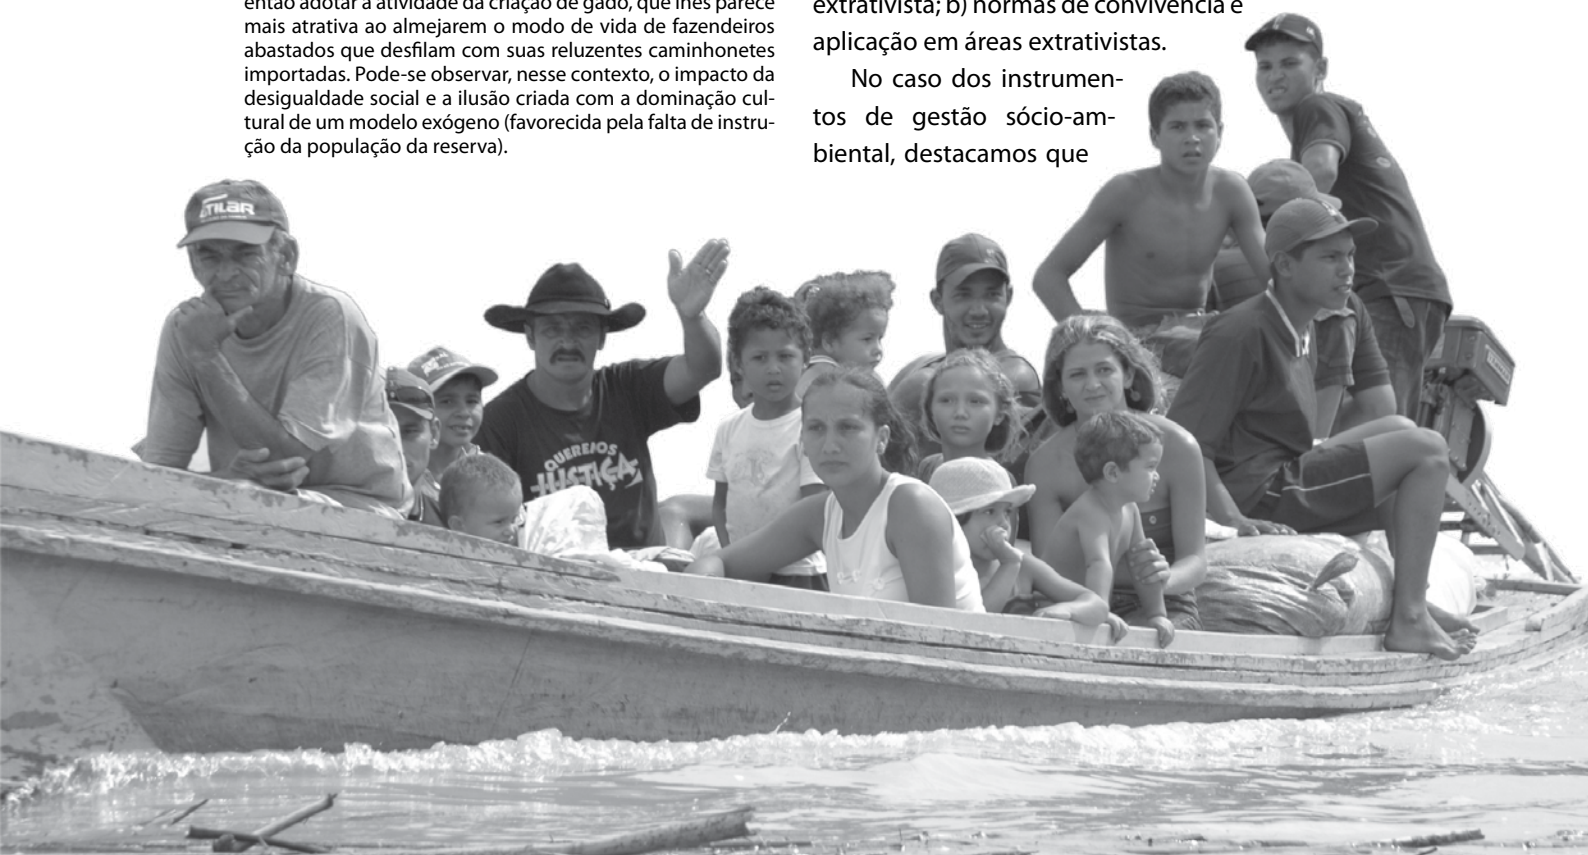 então adotar a atividade da criação de gado, que lhes parece
mais atrativa ao almejarem o modo de vida de fazendeiros
abastados que desfilam com suas reluzentes caminhonetes
importadas. Pode-se observar, nesse contexto, o impacto da
desigualdade social e a ilusão criada com a dominação cul-
tural de um modelo exógeno (favorecida pela falta de instru-
ção da população da reserva).
extrativista; b) normas de convivência e
aplicação em áreas extrativistas.
No caso dos instrumen-
tos de gestão sócio-am-
biental, destacamos que
QUEREMOS
JUSTIÇA